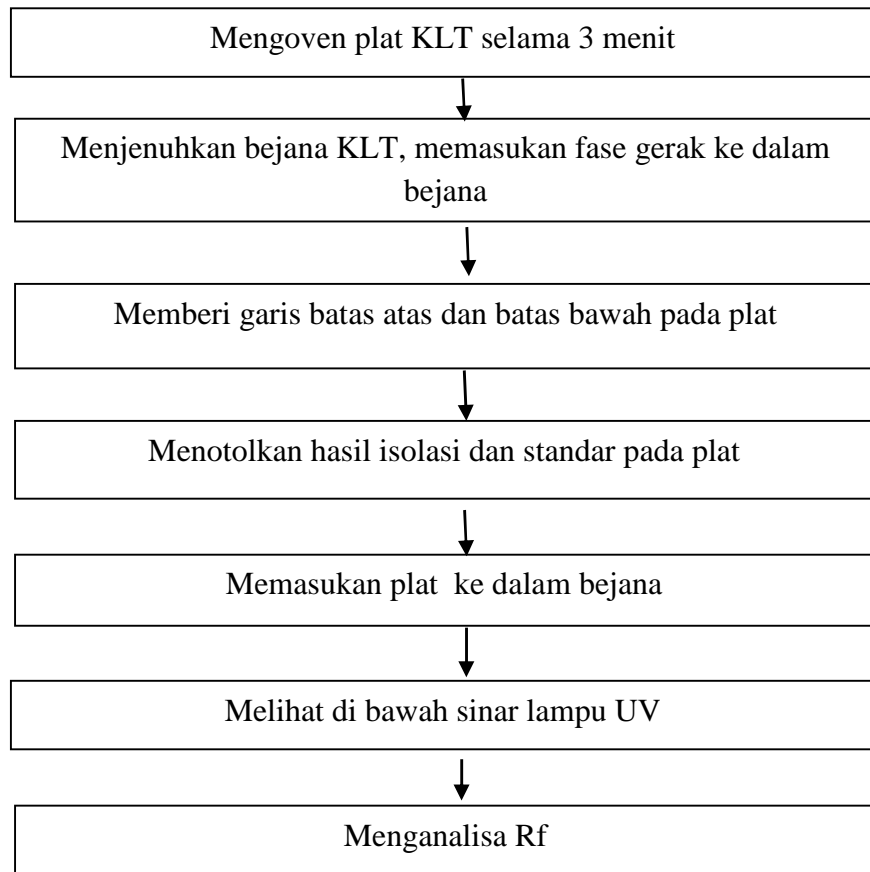 Mengoven plat KLT selama 3 menit
Menjenuhkan bejana KLT, memasukan fase gerak ke dalam
bejana
Memberi garis batas atas dan batas bawah pada plat
Menotolkan hasil isolasi dan standar pada plat
Memasukan plat ke dalam bejana
Melihat di bawah sinar lampu UV
Menganalisa Rf